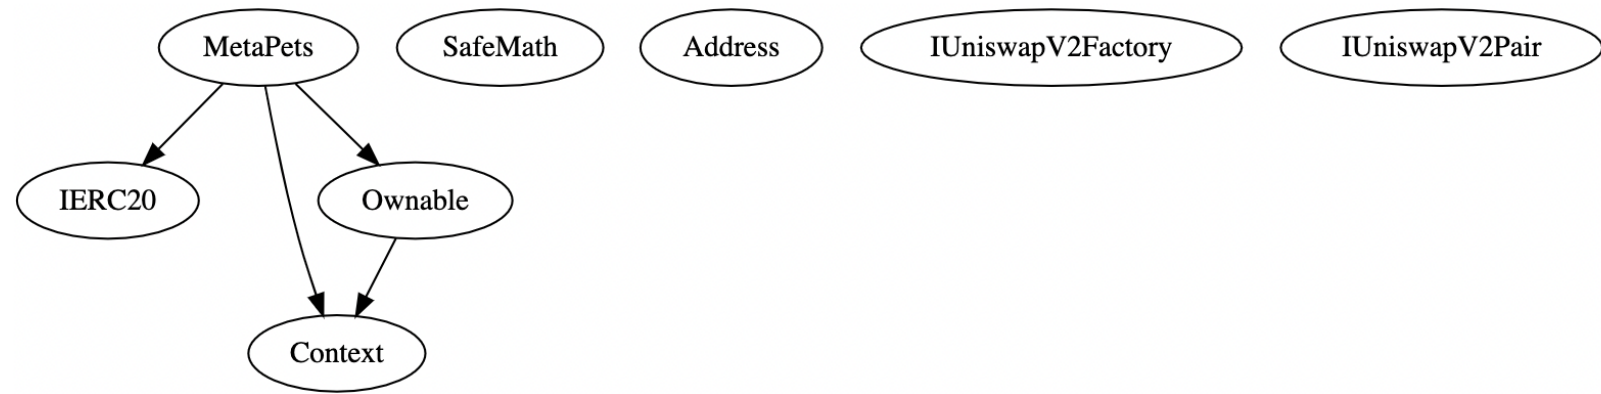 MetaPets
SafeMath
Address
IUniswapV2Factory
IUniswapV2Pair
IERC20
Ownable
Context